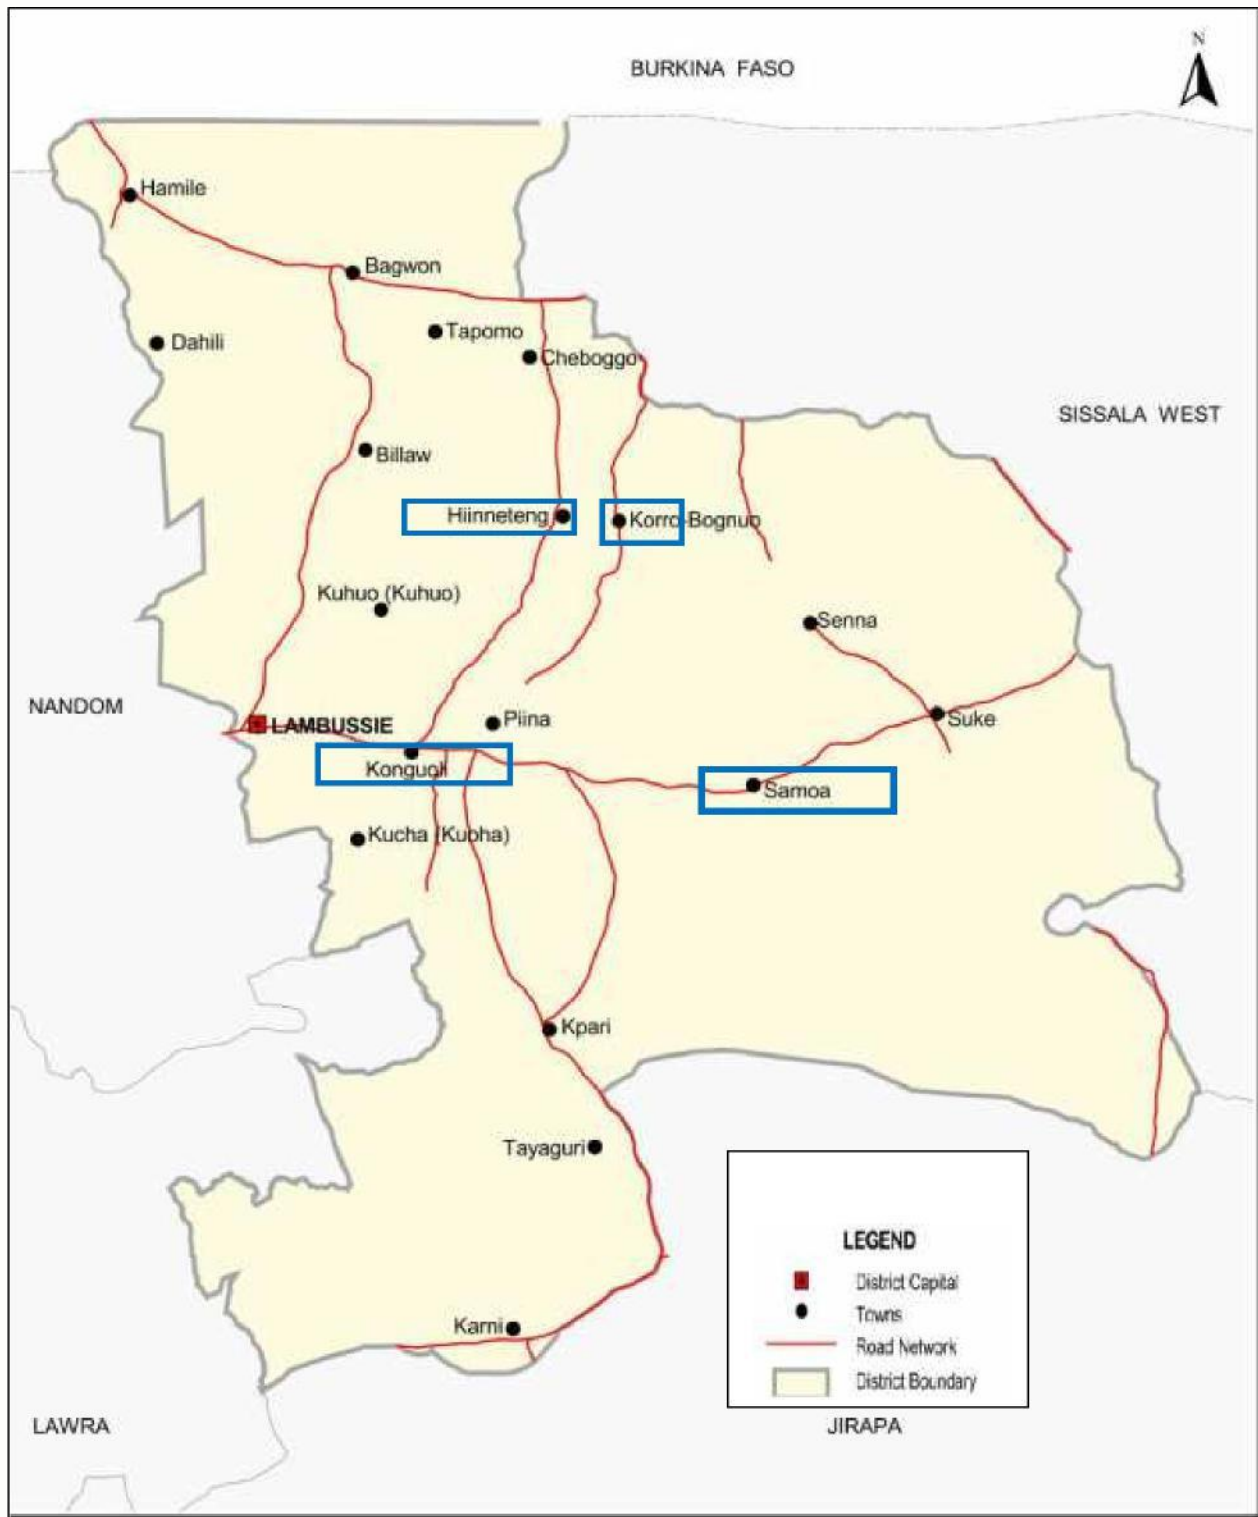 N
BURKINA FASO
Hamile
Bagwon
Tapomo
Dahili
Cheboggo
SISSALA WEST
Billaw
Hiinneteng
Korro-Bognuo
Kuhuo (Kuhuo)
Senna
NANDOM
LAMBUSSIE
Piina
Suke
Konguoli
Samoa
Kucha (Kuoha)
Kpari
Tayaguri
LEGEND
District Capital
Towns
Karni
Road Network
District Boundary
LAWRA
JIRAPA